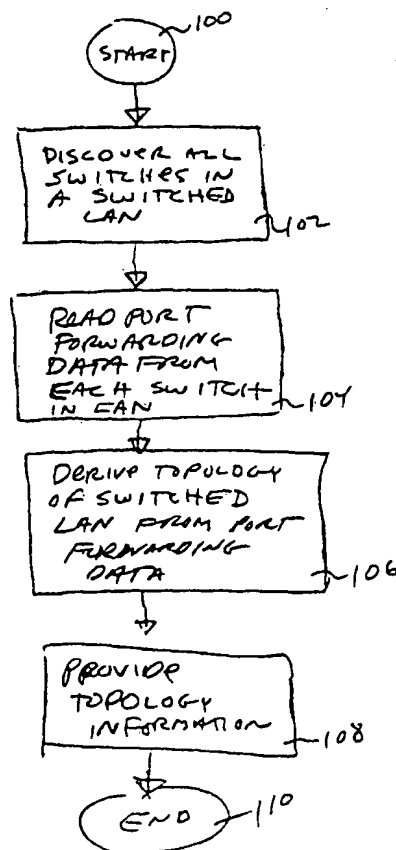 100
START
DISCOVER ALL
SWITCHES IN
A SWITCHED
LAN
102
READ PORT
FORWARDING
DATA FROM
EACH SWITCH
IN LAN
104
DERIVE TOPOLOGY
OF SWITCHED
LAN FROM PORT
FORWARDING
DATA
106
PROVIDE
TOPOLOGY
INFORMATION
108
END
110